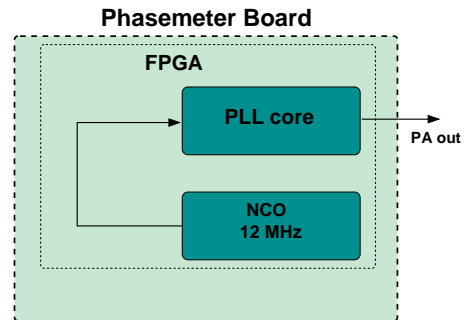 Phasemeter Board
FPGA
PLL core
PA out
NCO
12 MHz